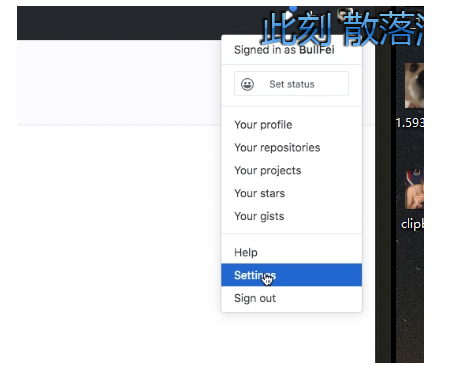 此刻 散落
Signed in as BullFei
Set status
Your profile
Your repositories
Your projects
Your stars
Your gists
Help
Settings
Sign out
1.593
clip